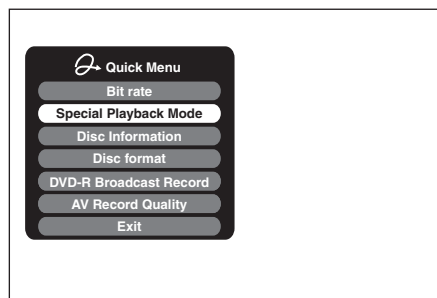 Quick Menu
Bit rate
Special Playback Mode
Disc Information
Disc format
DVD-R Broadcast Record
AV Record Quality
Exit